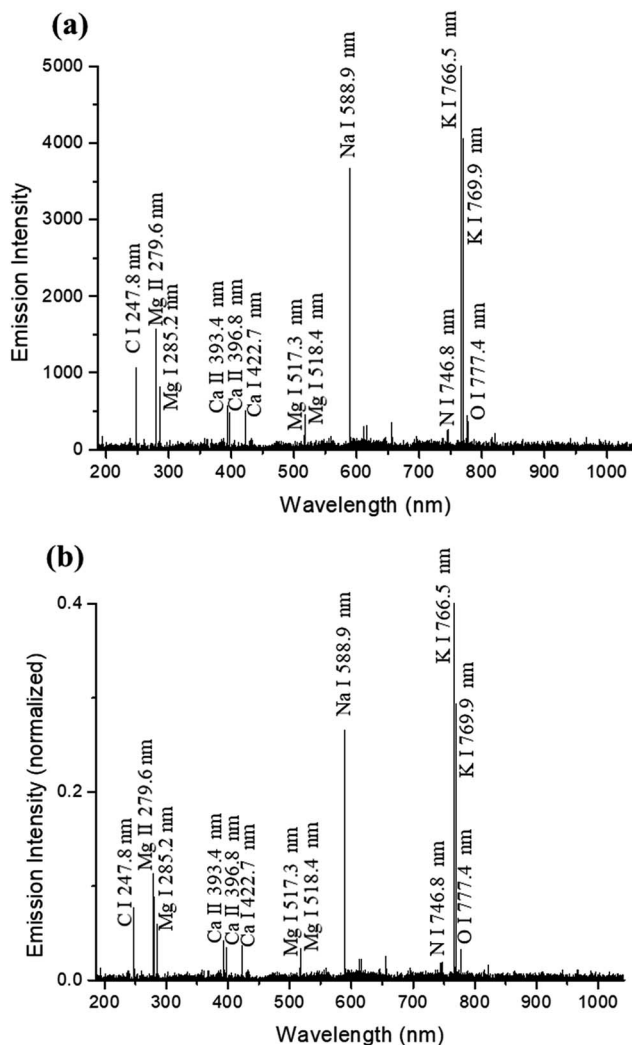 (a)
Emission Intensity
5000
4000
3000
2000
1000
0
C I 247.8 nm
Mg II 279.6 nm
Mg I 285.2 nm
Ca II 393.4 nm
Ca II 396.8 nm
Ca I 422.7 nm
Mg I 517.3 nm
Mg I 518.4 nm
Na I 588.9 nm
N I 746.8 nm
K I 766.5 nm
K I 769.9 nm
O I 777.4 nm
200 300 400 500 600 700 800 900 1000
Wavelength (nm)
(b)
Emission Intensity (normalized)
0.4
0.2
0.0
C I 247.8 nm
Mg II 279.6 nm
Mg I 285.2 nm
Ca II 393.4 nm
Ca II 396.8 nm
Ca I 422.7 nm
Mg I 517.3 nm
Mg I 518.4 nm
Na I 588.9 nm
N I 746.8 nm
K I 766.5 nm
K I 769.9 nm
O I 777.4 nm
200 300 400 500 600 700 800 900 1000
Wavelength (nm)